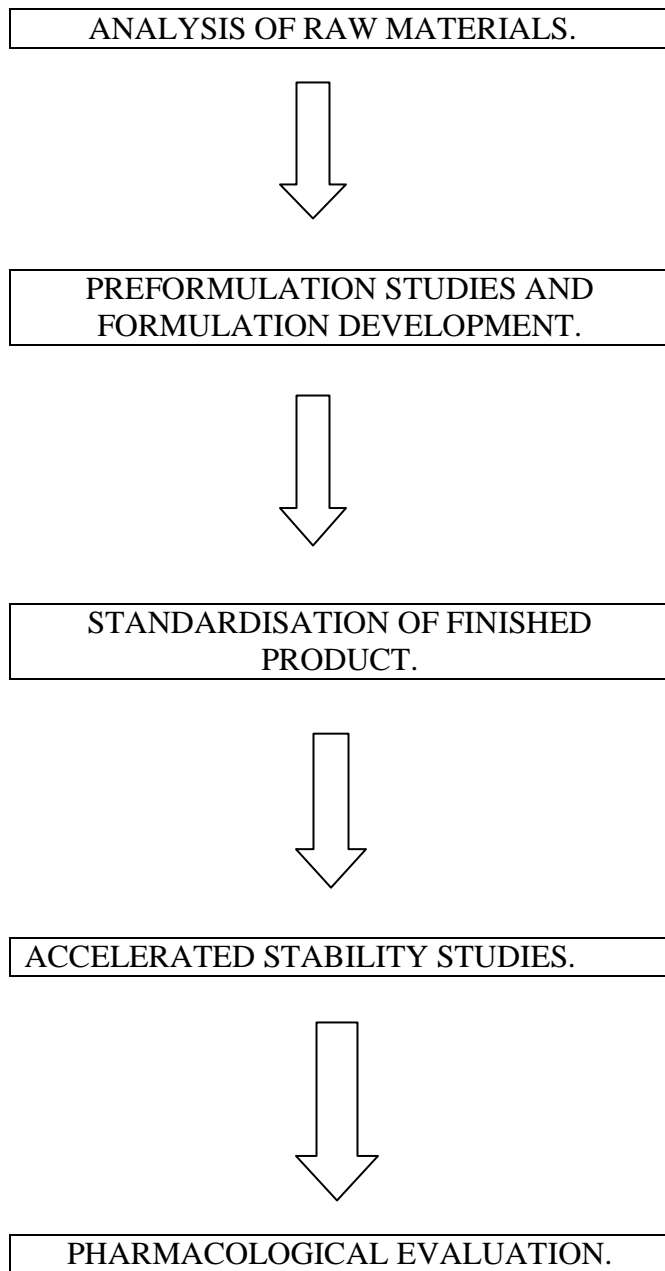 ANALYSIS OF RAW MATERIALS.
PREFORMULATION STUDIES AND
FORMULATION DEVELOPMENT.
STANDARDISATION OF FINISHED
PRODUCT.
ACCELERATED STABILITY STUDIES.
PHARMACOLOGICAL EVALUATION.